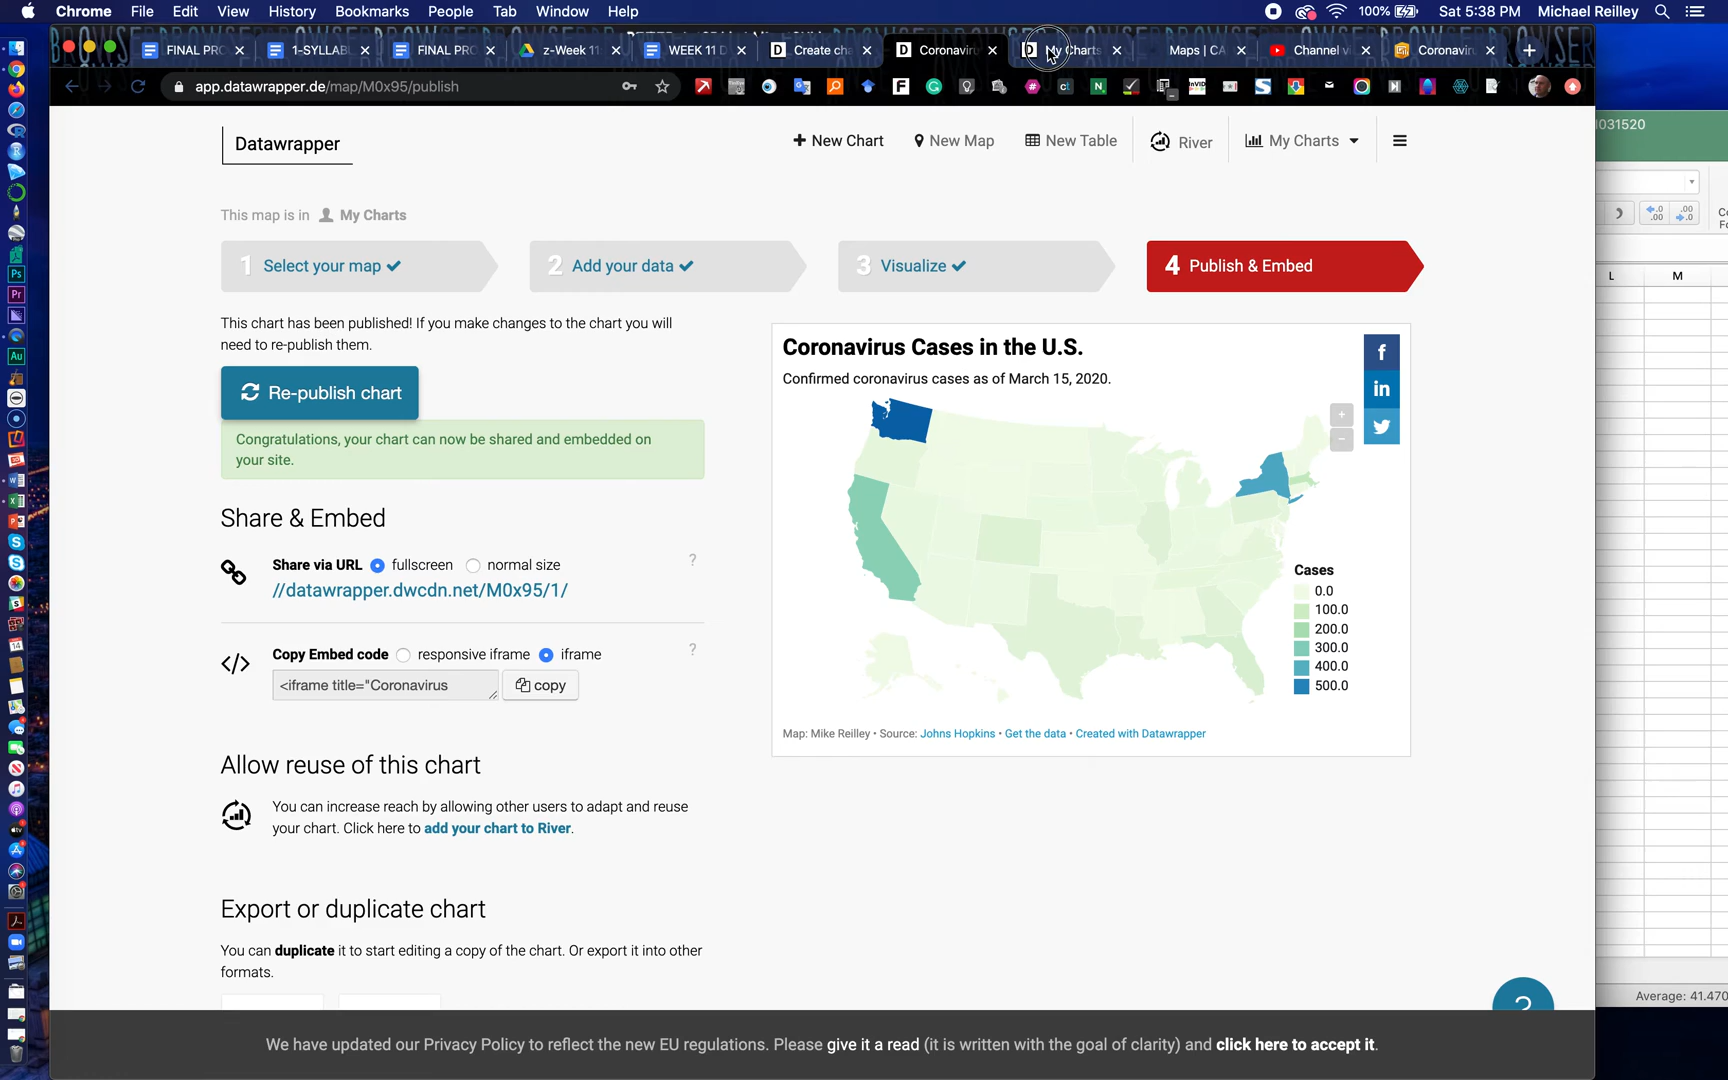 Chrome File Edit View History Bookmarks People Tab Window Help 100% Sat 5:38 PM Michael Reilley
FINAL PRO 1-SYLLAB FINAL PRO z-Week 11 WEEK 11 D Create cha Coronaviru My Charts Maps | CA Channel vi Coronaviru
app.datawrapper.de/map/M0x95/publish
031520
Datawrapper
New Chart New Map New Table River My Charts
This map is in My Charts
1 Select your map 2 Add your data 3 Visualize 4 Publish & Embed
L M
This chart has been published! If you make changes to the chart you will
need to re-publish them.
Re-publish chart
Congratulations, your chart can now be shared and embedded on
your site.
Share & Embed
Share via URL fullscreen normal size ?
//datawrapper.dwcdn.net/M0x95/1/
Copy Embed code responsive iframe iframe ?
<iframe title="Coronavirus copy
Allow reuse of this chart
You can increase reach by allowing other users to adapt and reuse
your chart. Click here to add your chart to River.
Export or duplicate chart
You can duplicate it to start editing a copy of the chart. Or export it into other
formats.
Coronavirus Cases in the U.S.
Confirmed coronavirus cases as of March 15, 2020.
f
in
+
−
Cases
0.0
100.0
200.0
300.0
400.0
500.0
Map: Mike Reilley • Source: Johns Hopkins • Get the data • Created with Datawrapper
?
Average: 41.470
We have updated our Privacy Policy to reflect the new EU regulations. Please give it a read (it is written with the goal of clarity) and click here to accept it.